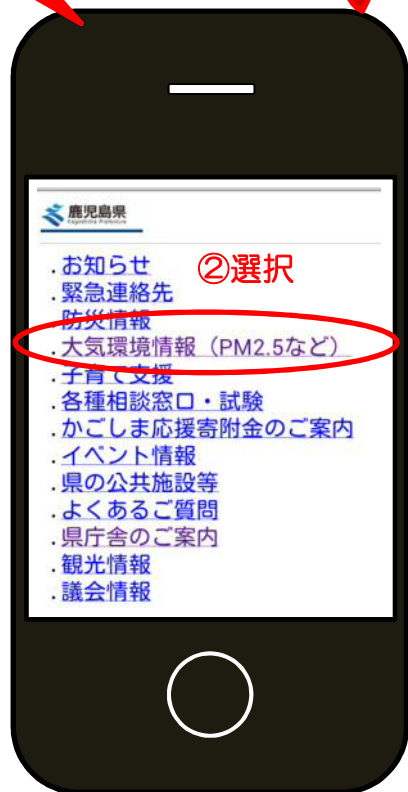 鹿児島県
Kagoshima Prefecture
②選択
.お知らせ
.緊急連絡先
.防災情報
.大気環境情報（PM2.5など）
.子育て支援
.各種相談窓口・試験
.かごしま応援寄附金のご案内
.イベント情報
.県の公共施設等
.よくあるご質問
.県庁舎のご案内
.観光情報
.議会情報